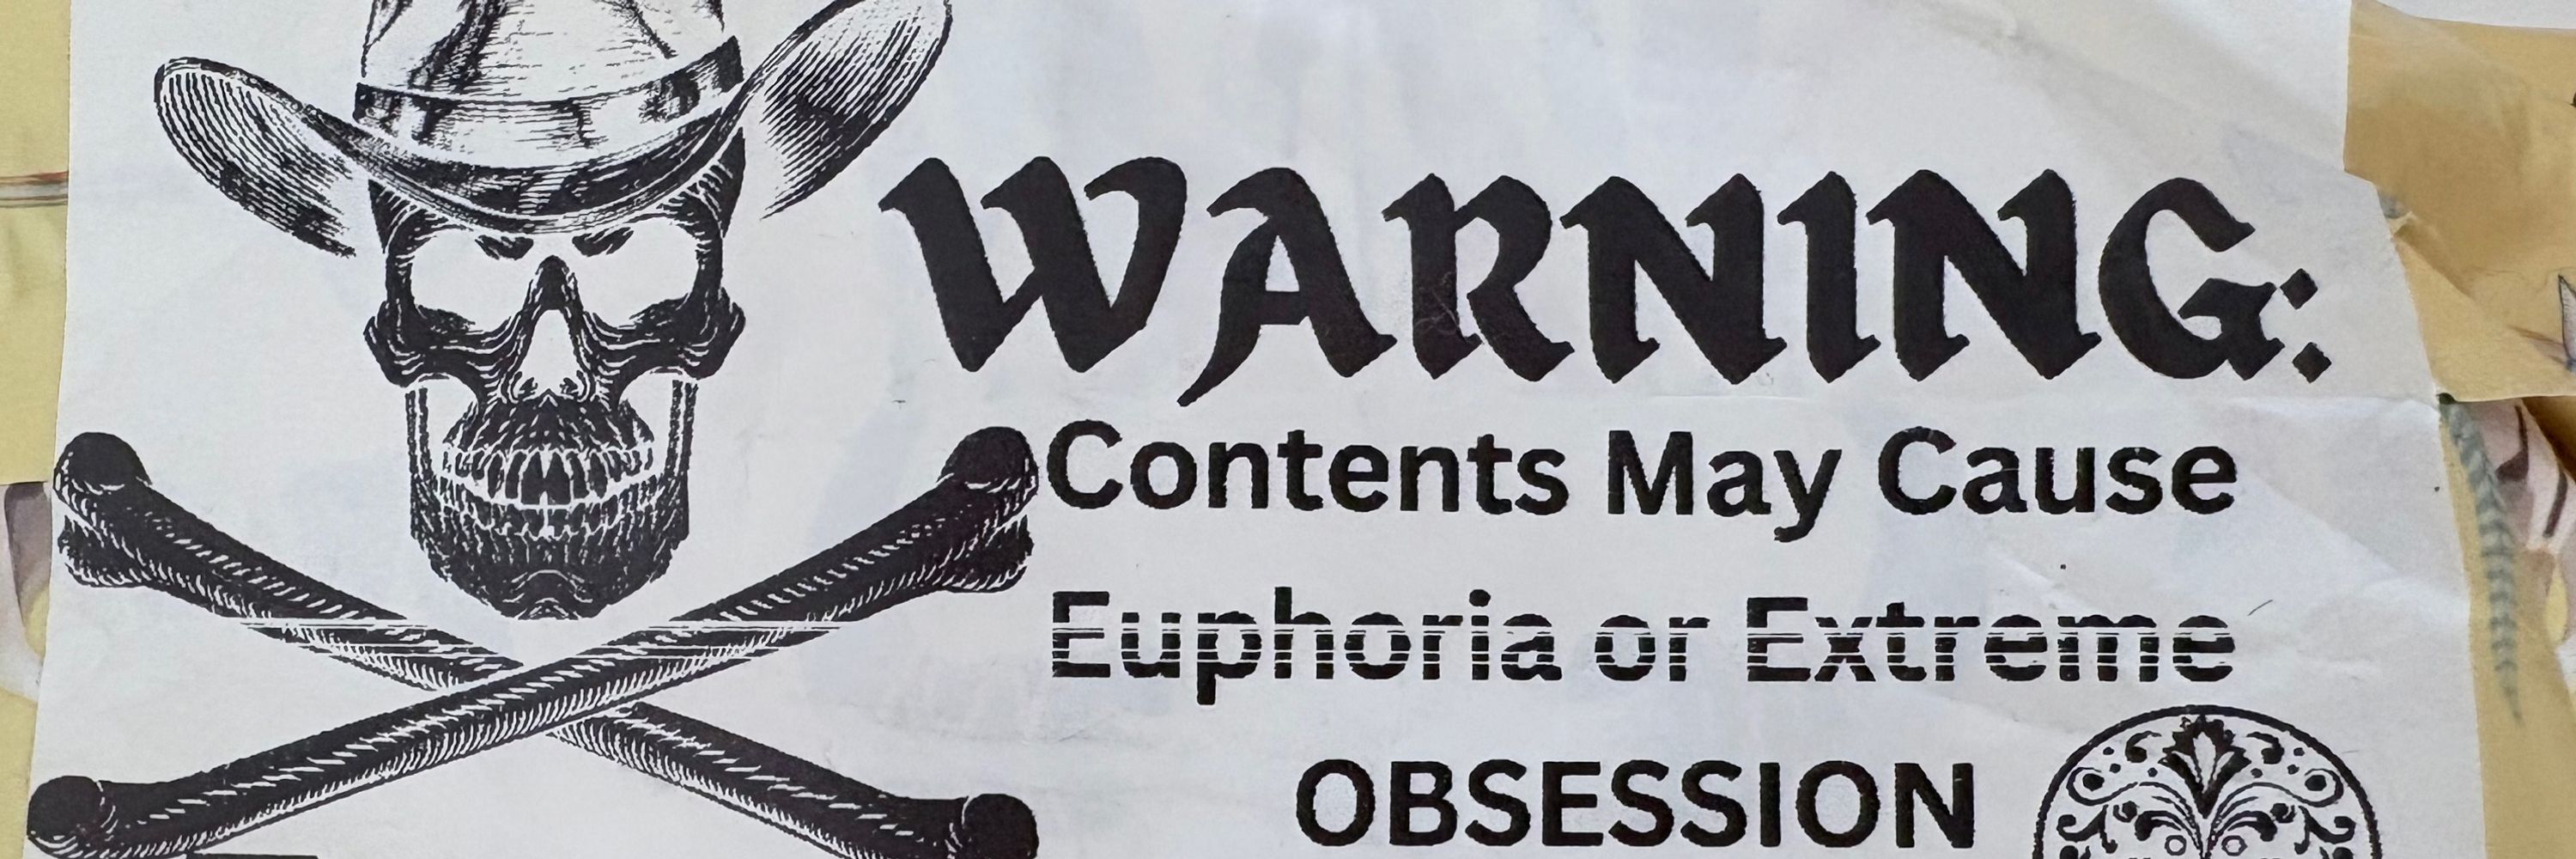 WARNING:
Contents May Cause
Euphoria or Extreme
OBSESSION